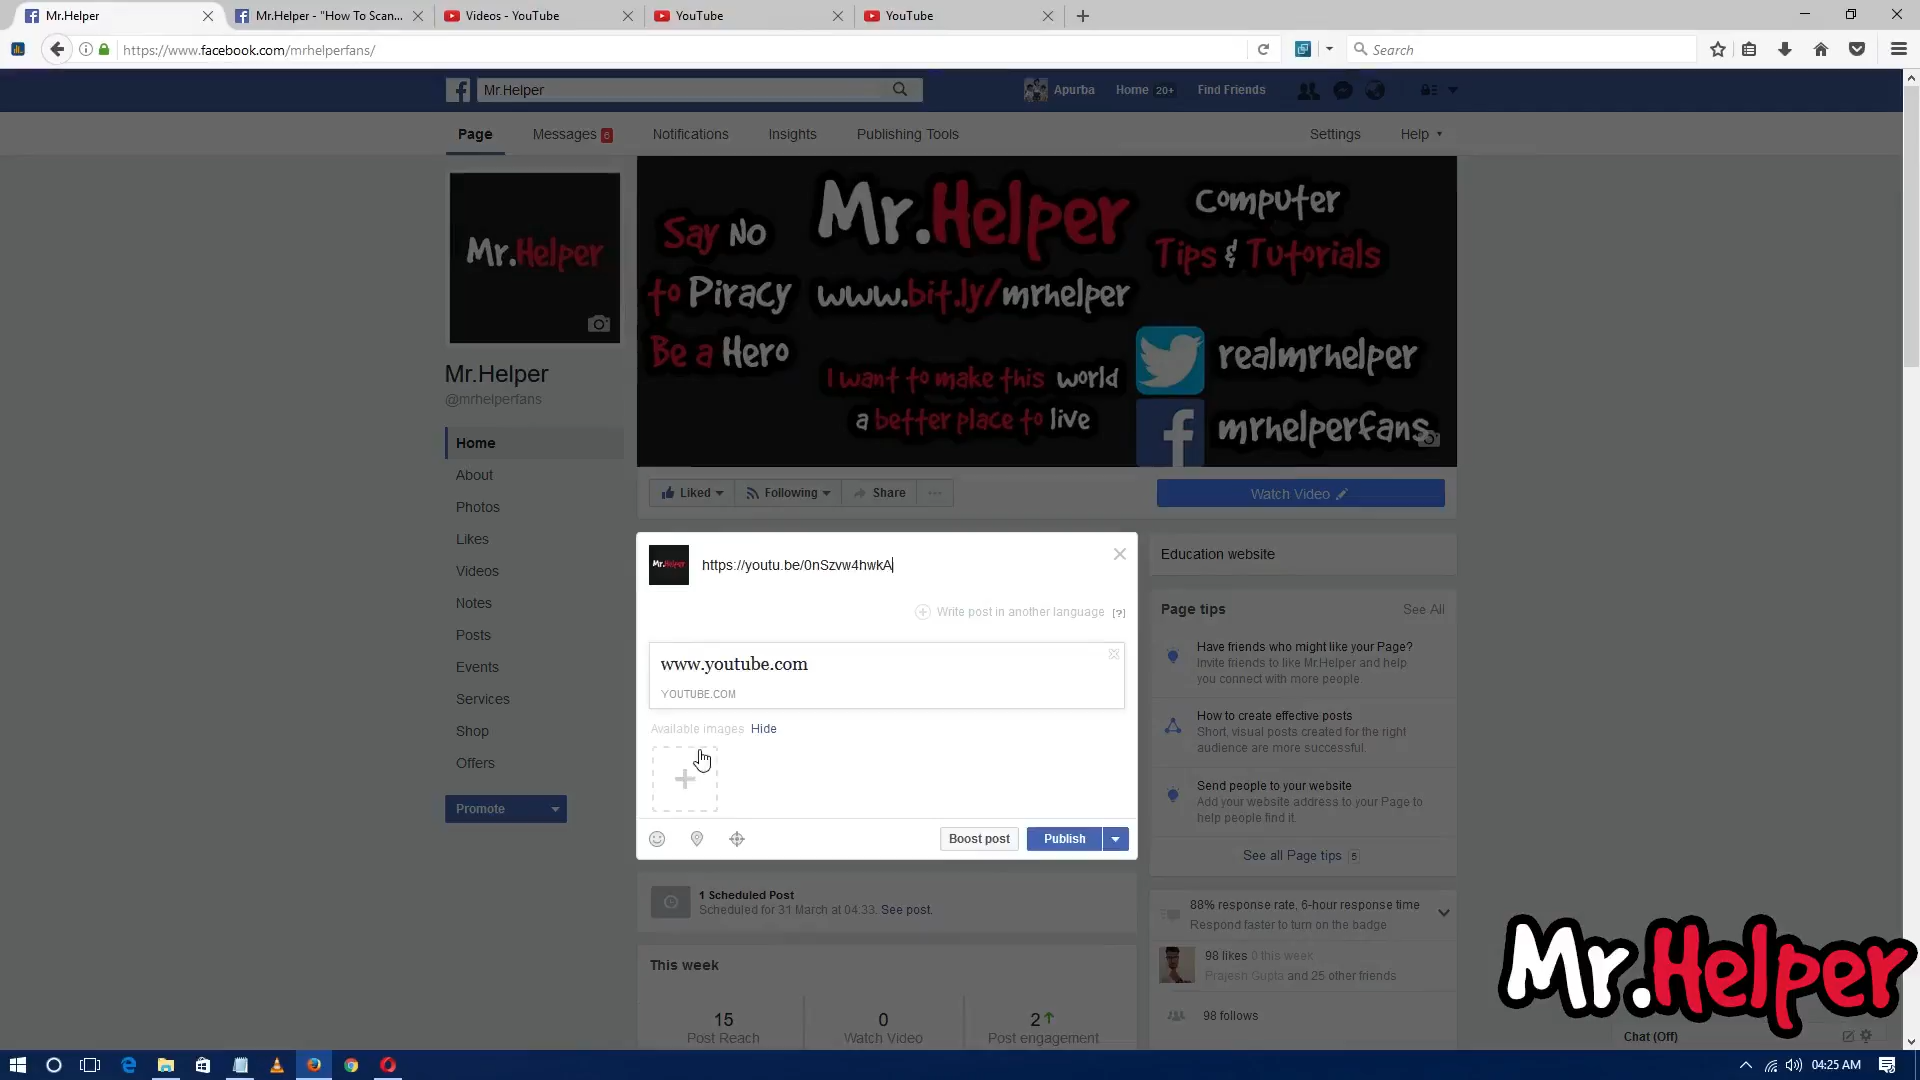 Mr.Helper
Mr.Helper - "How To Scan...
Videos - YouTube
YouTube
YouTube
https://www.facebook.com/mrhelperfans/
Search
Mr.Helper
Apurba
Home 20+
Find Friends
Page
Messages 6
Notifications
Insights
Publishing Tools
Settings
Help
Mr.Helper
Say No
to Piracy
Be a Hero
Mr.Helper
www.bit.ly/mrhelper
I want to make this world
a better place to live
Computer
Tips & Tutorials
realmrhelper
mrhelperfans
Mr.Helper
@mrhelperfans
Home
About
Photos
Likes
Videos
Notes
Posts
Events
Services
Shop
Offers
Promote
Liked
Following
Share
Watch Video
Mr.Helper
https://youtu.be/0nSzvw4hwkA
Write post in another language [?]
www.youtube.com
YOUTUBE.COM
Available images Hide
Boost post
Publish
1 Scheduled Post
Scheduled for 31 March at 04:33. See post.
This week
15
Post Reach
0
Watch Video
2
Post engagement
Education website
Page tips
See All
Have friends who might like your Page?
Invite friends to like Mr.Helper and help
you connect with more people.
How to create effective posts
Short, visual posts created for the right
audience are more successful.
Send people to your website
Add your website address to your Page to
help people find it.
See all Page tips 5
88% response rate, 6-hour response time
Respond faster to turn on the badge
98 likes 0 this week
Prajesh Gupta and 25 other friends
98 follows
Mr.Helper
Chat (Off)
04:25 AM